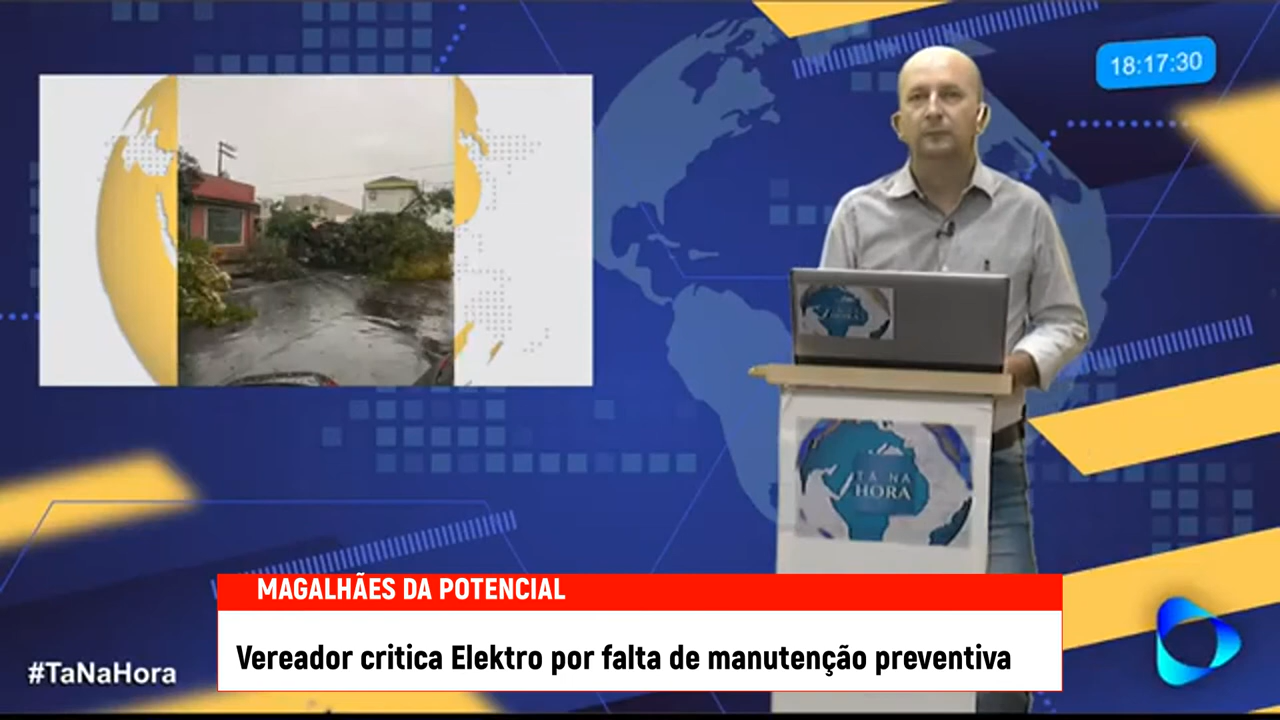 18:17:30
TÁ NA
HORA
MAGALHÃES DA POTENCIAL
Vereador critica Elektro por falta de manutenção preventiva
#TaNaHora